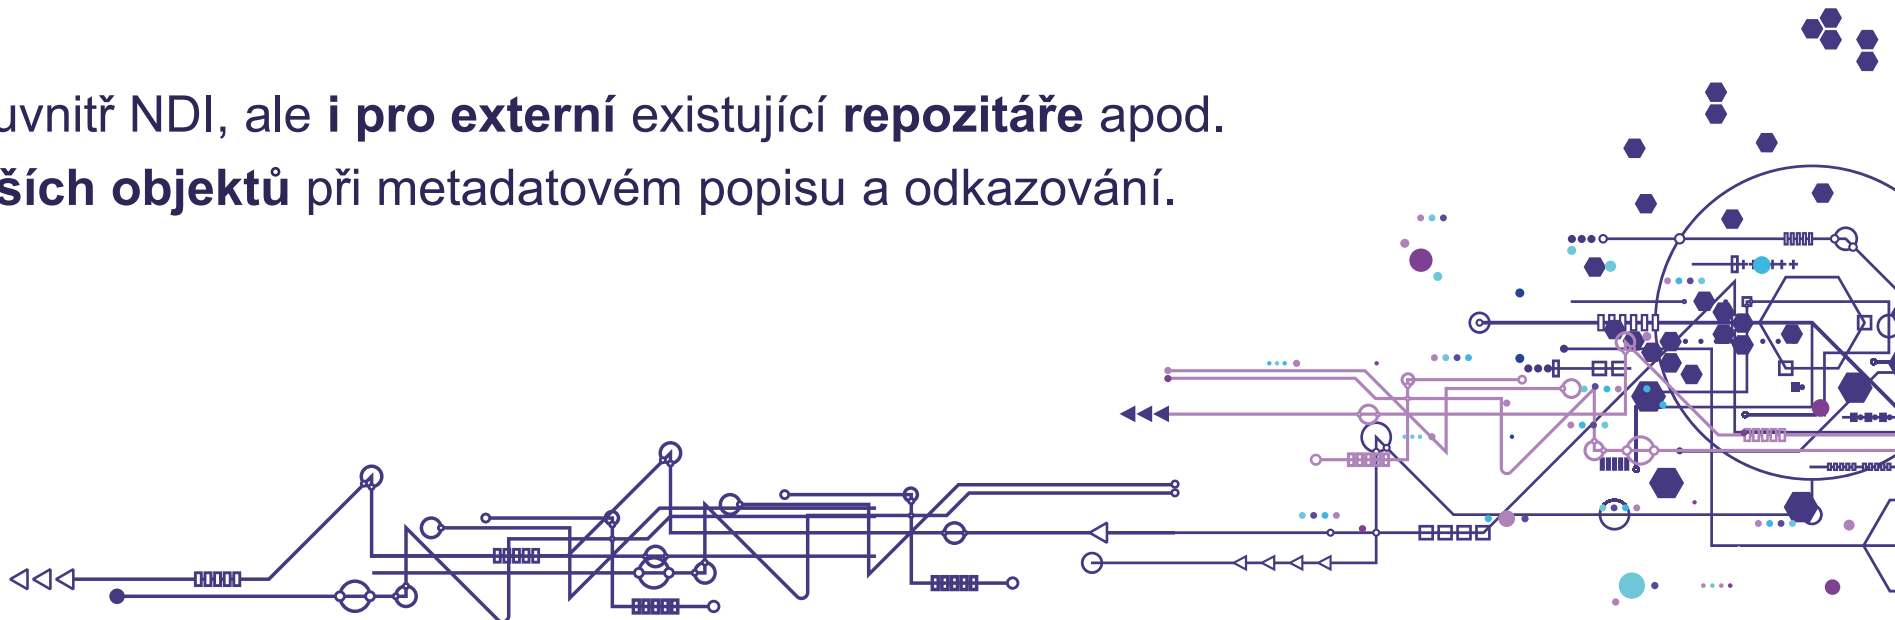 uvnitř NDI, ale i pro externí existující repozitáře apod.
ších objektů při metadatovém popisu a odkazování.